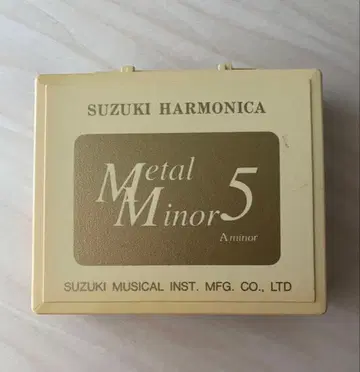 SUZUKI HARMONICA
Metal
Minor 5
A minor
SUZUKI MUSICAL INST. MFG. CO., LTD